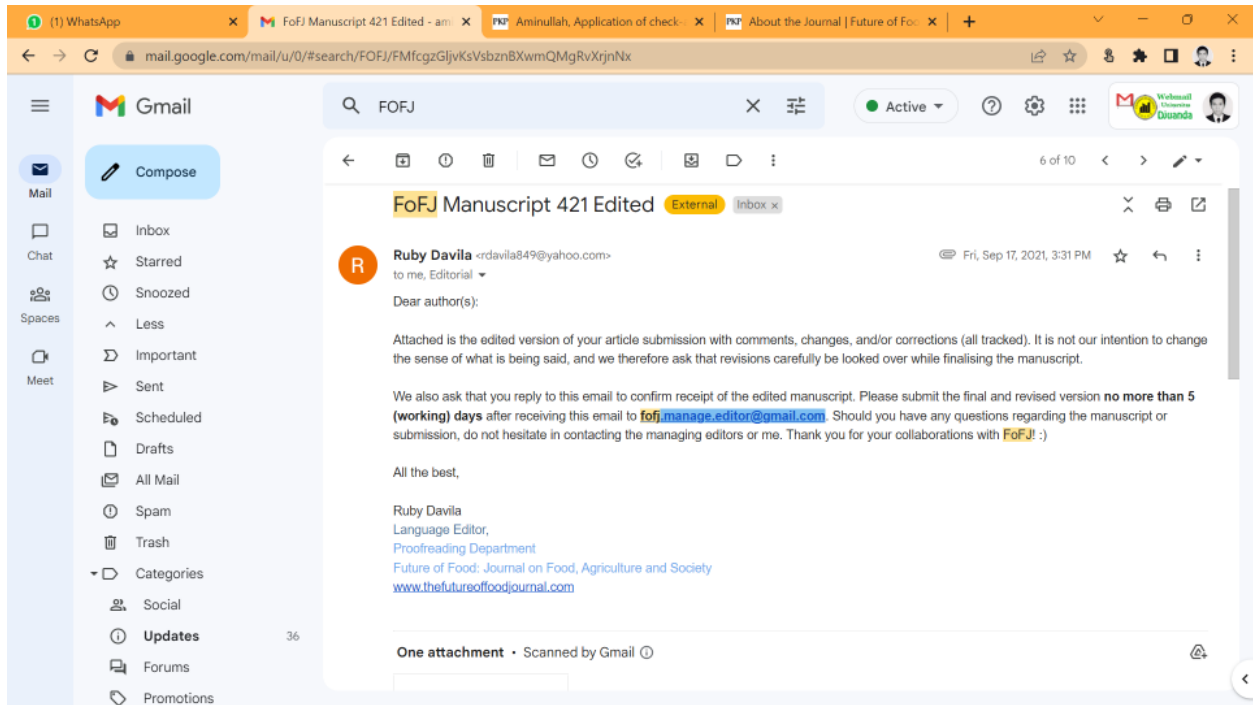 (1) WhatsApp
FoFJ Manuscript 421 Edited - am
PKP Aminullah, Application of check-
PKP About the Journal | Future of Foo
mail.google.com/mail/u/0/#search/FOFJ/FMfcgzGljvKsVsbznBXwmQMgRvXrjnNx
Gmail
FOFJ
Active
Webmail
Universitas
Djuanda
Compose
6 of 10
Mail
Chat
Spaces
Meet
Inbox
Starred
Snoozed
Less
Important
Sent
Scheduled
Drafts
All Mail
Spam
Trash
Categories
Social
Updates 36
Forums
Promotions
FoFJ Manuscript 421 Edited External Inbox x
R
Ruby Davila <rdavila849@yahoo.com> Fri, Sep 17, 2021, 3:31 PM
to me, Editorial
Dear author(s):
Attached is the edited version of your article submission with comments, changes, and/or corrections (all tracked). It is not our intention to change
the sense of what is being said, and we therefore ask that revisions carefully be looked over while finalising the manuscript.
We also ask that you reply to this email to confirm receipt of the edited manuscript. Please submit the final and revised version no more than 5
(working) days after receiving this email to fofj.manage.editor@gmail.com. Should you have any questions regarding the manuscript or
submission, do not hesitate in contacting the managing editors or me. Thank you for your collaborations with FoFJ! :)
All the best,
Ruby Davila
Language Editor,
Proofreading Department
Future of Food: Journal on Food, Agriculture and Society
www.thefutureoffoodjournal.com
One attachment • Scanned by Gmail